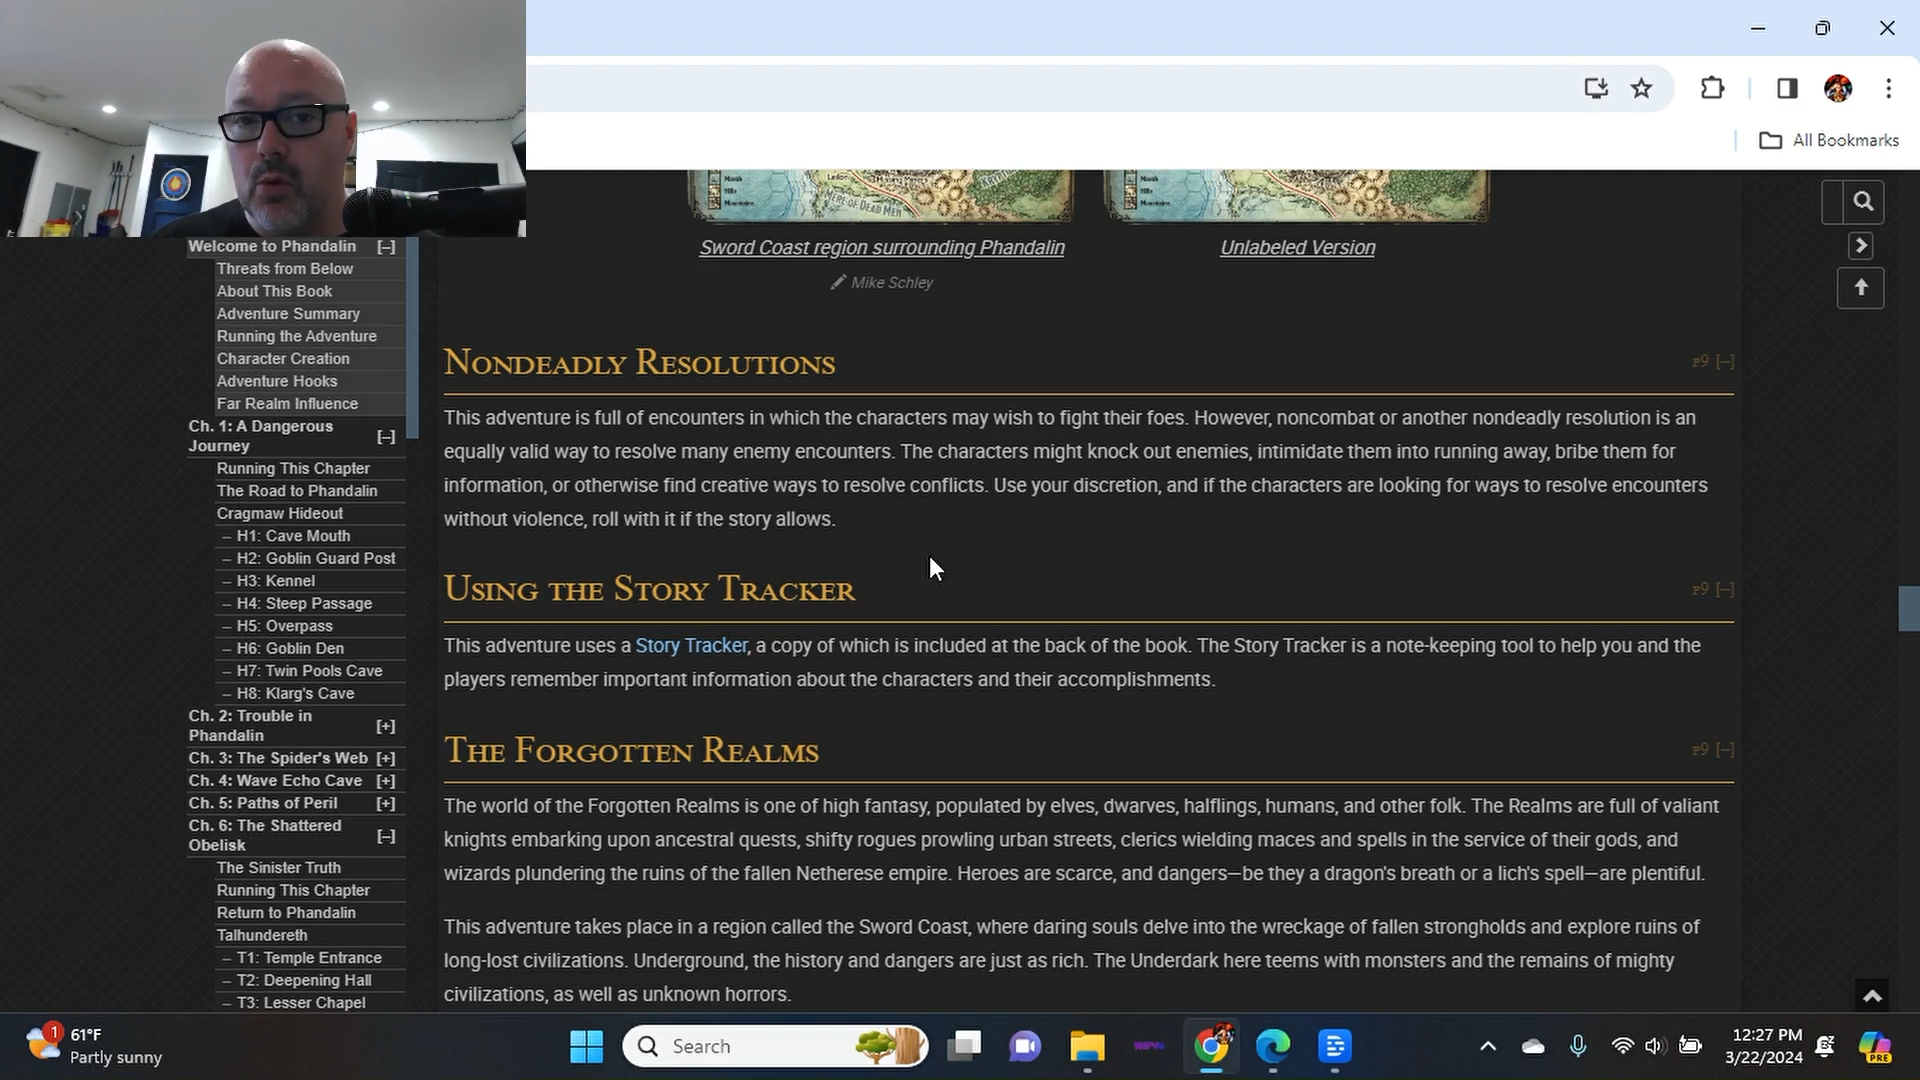 All Bookmarks
Marsh
Hills
Mountains
MERE OF DEAD MEN
Marsh
Hills
Mountains
Sword Coast region surrounding Phandalin
Unlabeled Version
Mike Schley
Welcome to Phandalin [–]
Threats from Below
About This Book
Adventure Summary
Running the Adventure
Character Creation
Adventure Hooks
Far Realm Influence
Ch. 1: A Dangerous
Journey [–]
Running This Chapter
The Road to Phandalin
Cragmaw Hideout
– H1: Cave Mouth
– H2: Goblin Guard Post
– H3: Kennel
– H4: Steep Passage
– H5: Overpass
– H6: Goblin Den
– H7: Twin Pools Cave
– H8: Klarg's Cave
Ch. 2: Trouble in
Phandalin [+]
Ch. 3: The Spider's Web [+]
Ch. 4: Wave Echo Cave [+]
Ch. 5: Paths of Peril [+]
Ch. 6: The Shattered
Obelisk [–]
The Sinister Truth
Running This Chapter
Return to Phandalin
Talhundereth
– T1: Temple Entrance
– T2: Deepening Hall
– T3: Lesser Chapel
Nondeadly Resolutions
P9 [–]
This adventure is full of encounters in which the characters may wish to fight their foes. However, noncombat or another nondeadly resolution is an
equally valid way to resolve many enemy encounters. The characters might knock out enemies, intimidate them into running away, bribe them for
information, or otherwise find creative ways to resolve conflicts. Use your discretion, and if the characters are looking for ways to resolve encounters
without violence, roll with it if the story allows.
Using the Story Tracker
P9 [–]
This adventure uses a Story Tracker, a copy of which is included at the back of the book. The Story Tracker is a note-keeping tool to help you and the
players remember important information about the characters and their accomplishments.
The Forgotten Realms
P9 [–]
The world of the Forgotten Realms is one of high fantasy, populated by elves, dwarves, halflings, humans, and other folk. The Realms are full of valiant
knights embarking upon ancestral quests, shifty rogues prowling urban streets, clerics wielding maces and spells in the service of their gods, and
wizards plundering the ruins of the fallen Netherese empire. Heroes are scarce, and dangers—be they a dragon's breath or a lich's spell—are plentiful.
This adventure takes place in a region called the Sword Coast, where daring souls delve into the wreckage of fallen strongholds and explore ruins of
long-lost civilizations. Underground, the history and dangers are just as rich. The Underdark here teems with monsters and the remains of mighty
civilizations, as well as unknown horrors.
1
61°F
Partly sunny
Search
12:27 PM
3/22/2024
PRE